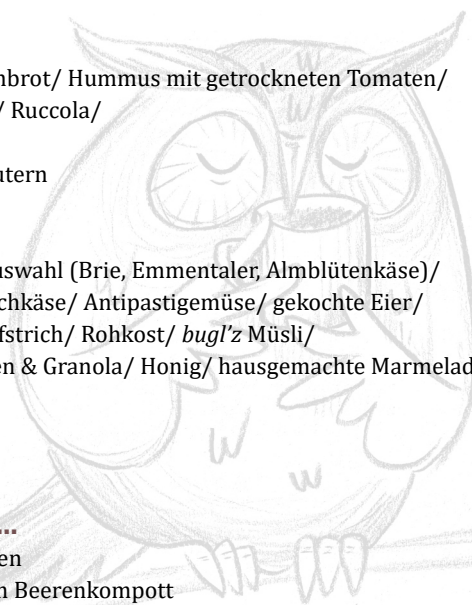 nbrot/ Hummus mit getrockneten Tomaten/
/ Ruccola/
utern
uswahl (Brie, Emmentaler, Almblütenkäse)/
chkäse/ Antipastigemüse/ gekochte Eier/
fstrich/ Rohkost/ bugl’z Müsli/
en & Granola/ Honig/ hausgemachte Marmelad
...
en
n Beerenkompott